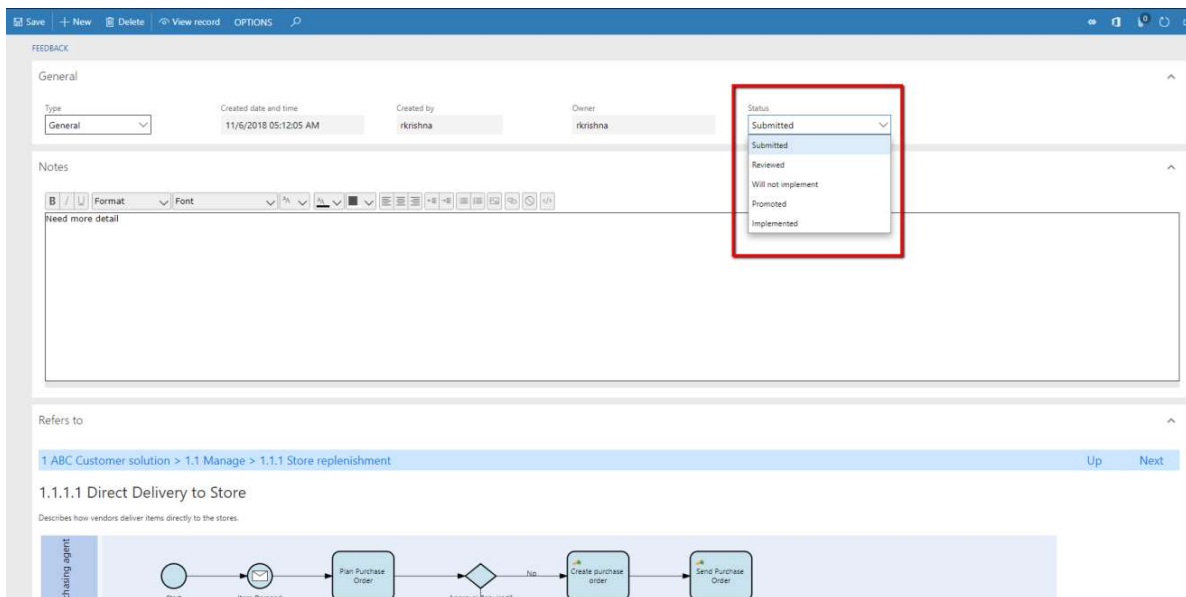 Save New Delete View record OPTIONS 0
FEEDBACK
General
Type Created date and time Created by Owner Status
General 11/6/2018 05:12:05 AM rkrishna rkrishna Submitted
Submitted
Reviewed
Will not implement
Promoted
Implemented
Notes
B I U Format Font
Need more detail
Refers to
1 ABC Customer solution > 1.1 Manage > 1.1.1 Store replenishment Up Next
1.1.1.1 Direct Delivery to Store
Describes how vendors deliver items directly to the stores.
chasing agent
Plan Purchase
Order
No
Create purchase
order
Send Purchase
Order